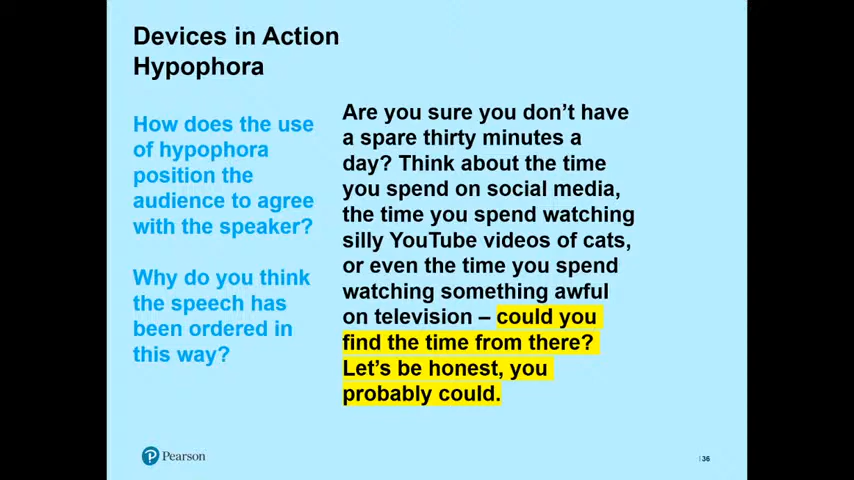 Devices in Action
Hypophora
How does the use
of hypophora
position the
audience to agree
with the speaker?
Why do you think
the speech has
been ordered in
this way?
Are you sure you don’t have
a spare thirty minutes a
day? Think about the time
you spend on social media,
the time you spend watching
silly YouTube videos of cats,
or even the time you spend
watching something awful
on television – could you
find the time from there?
Let’s be honest, you
probably could.
Pearson
| 36